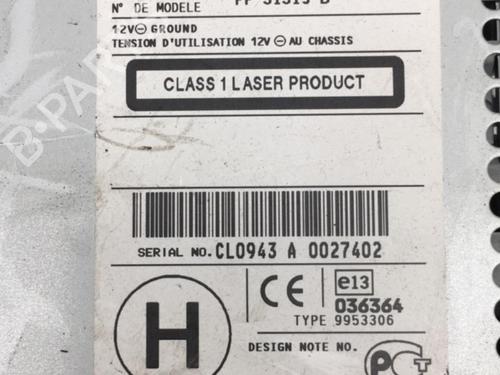 N° DE MODELE
12V⊖ GROUND
TENSION D'UTILISATION 12V ⊖ AU CHASSIS
CLASS 1 LASER PRODUCT
SERIAL NO. CL0943 A 0027402
CE e13
036364
TYPE 9953306
H
DESIGN NOTE NO.
B-PARTS